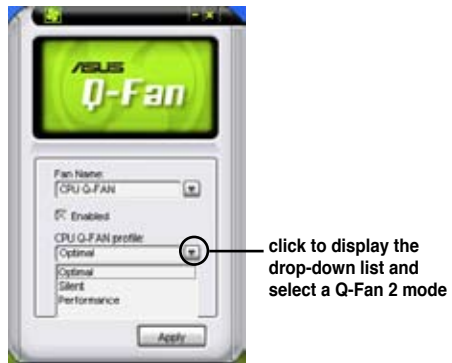 ASUS
Q-Fan
Fan Name:
CPU Q-FAN
Enabled
CPU Q-FAN profile:
Optimal
Optimal
Silent
Performance
Apply
click to display the
drop-down list and
select a Q-Fan 2 mode